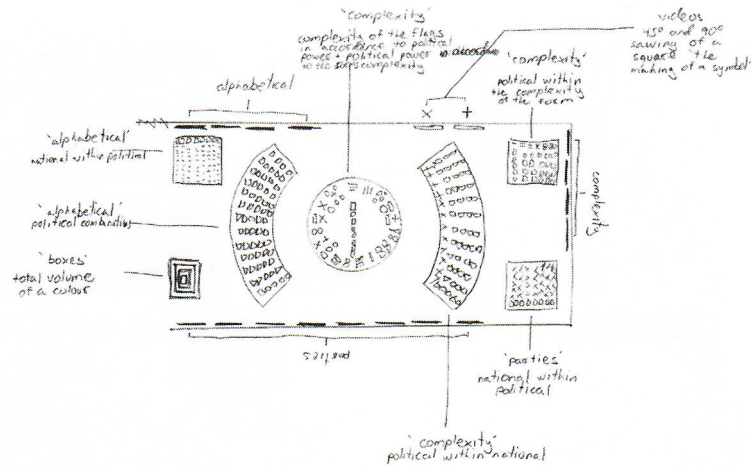 'complexity'
complexity of the flags
in accordance to political
power + political power
to the complexity
videos
45° and 90°
sawing of a
square 'the
making of a symbol'
'complexity'
political within
the complexity
of the form
alphabetical
x +
'alphabetical'
national within political
'alphabetical'
political combination
'boxes'
total volume
of a colour
complexity
parties
'parties'
national within
political
'complexity'
political within national